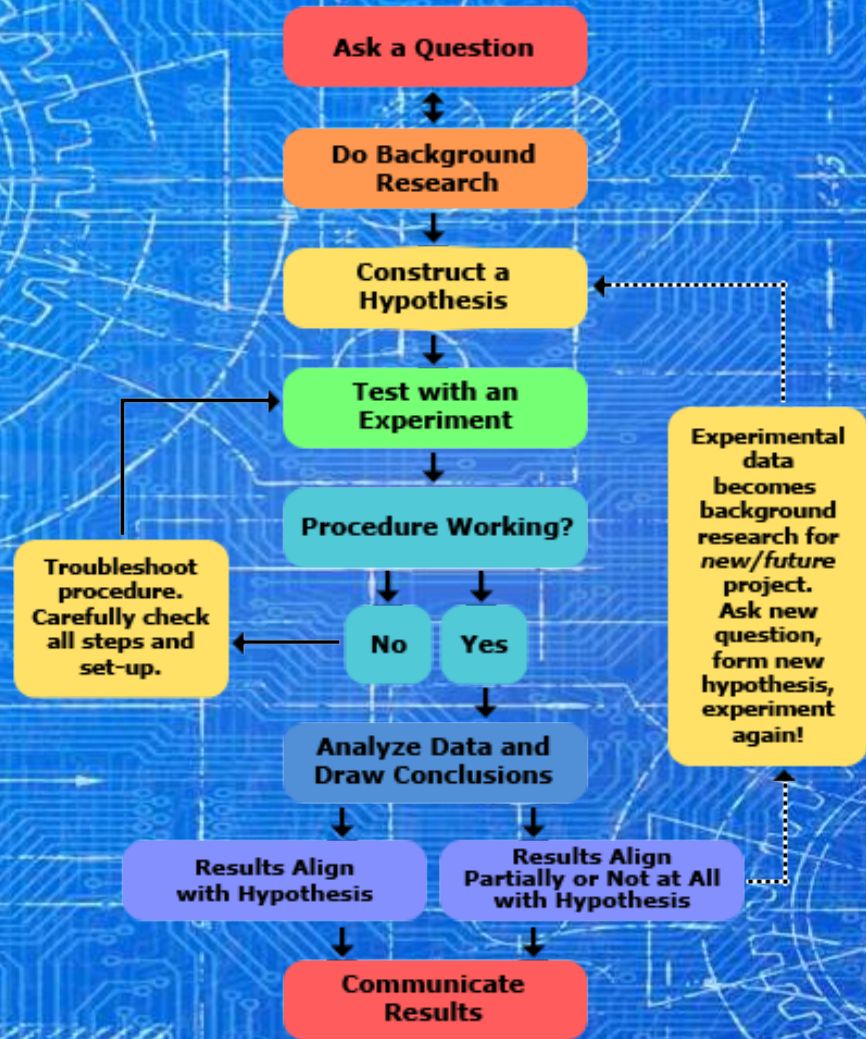 Ask a Question
Do Background
Research
Construct a
Hypothesis
Test with an
Experiment
Procedure Working?
No
Yes
Troubleshoot
procedure.
Carefully check
all steps and
set-up.
Analyze Data and
Draw Conclusions
Results Align
with Hypothesis
Results Align
Partially or Not at All
with Hypothesis
Experimental
data
becomes
background
research for
new/future
project.
Ask new
question,
form new
hypothesis,
experiment
again!
Communicate
Results